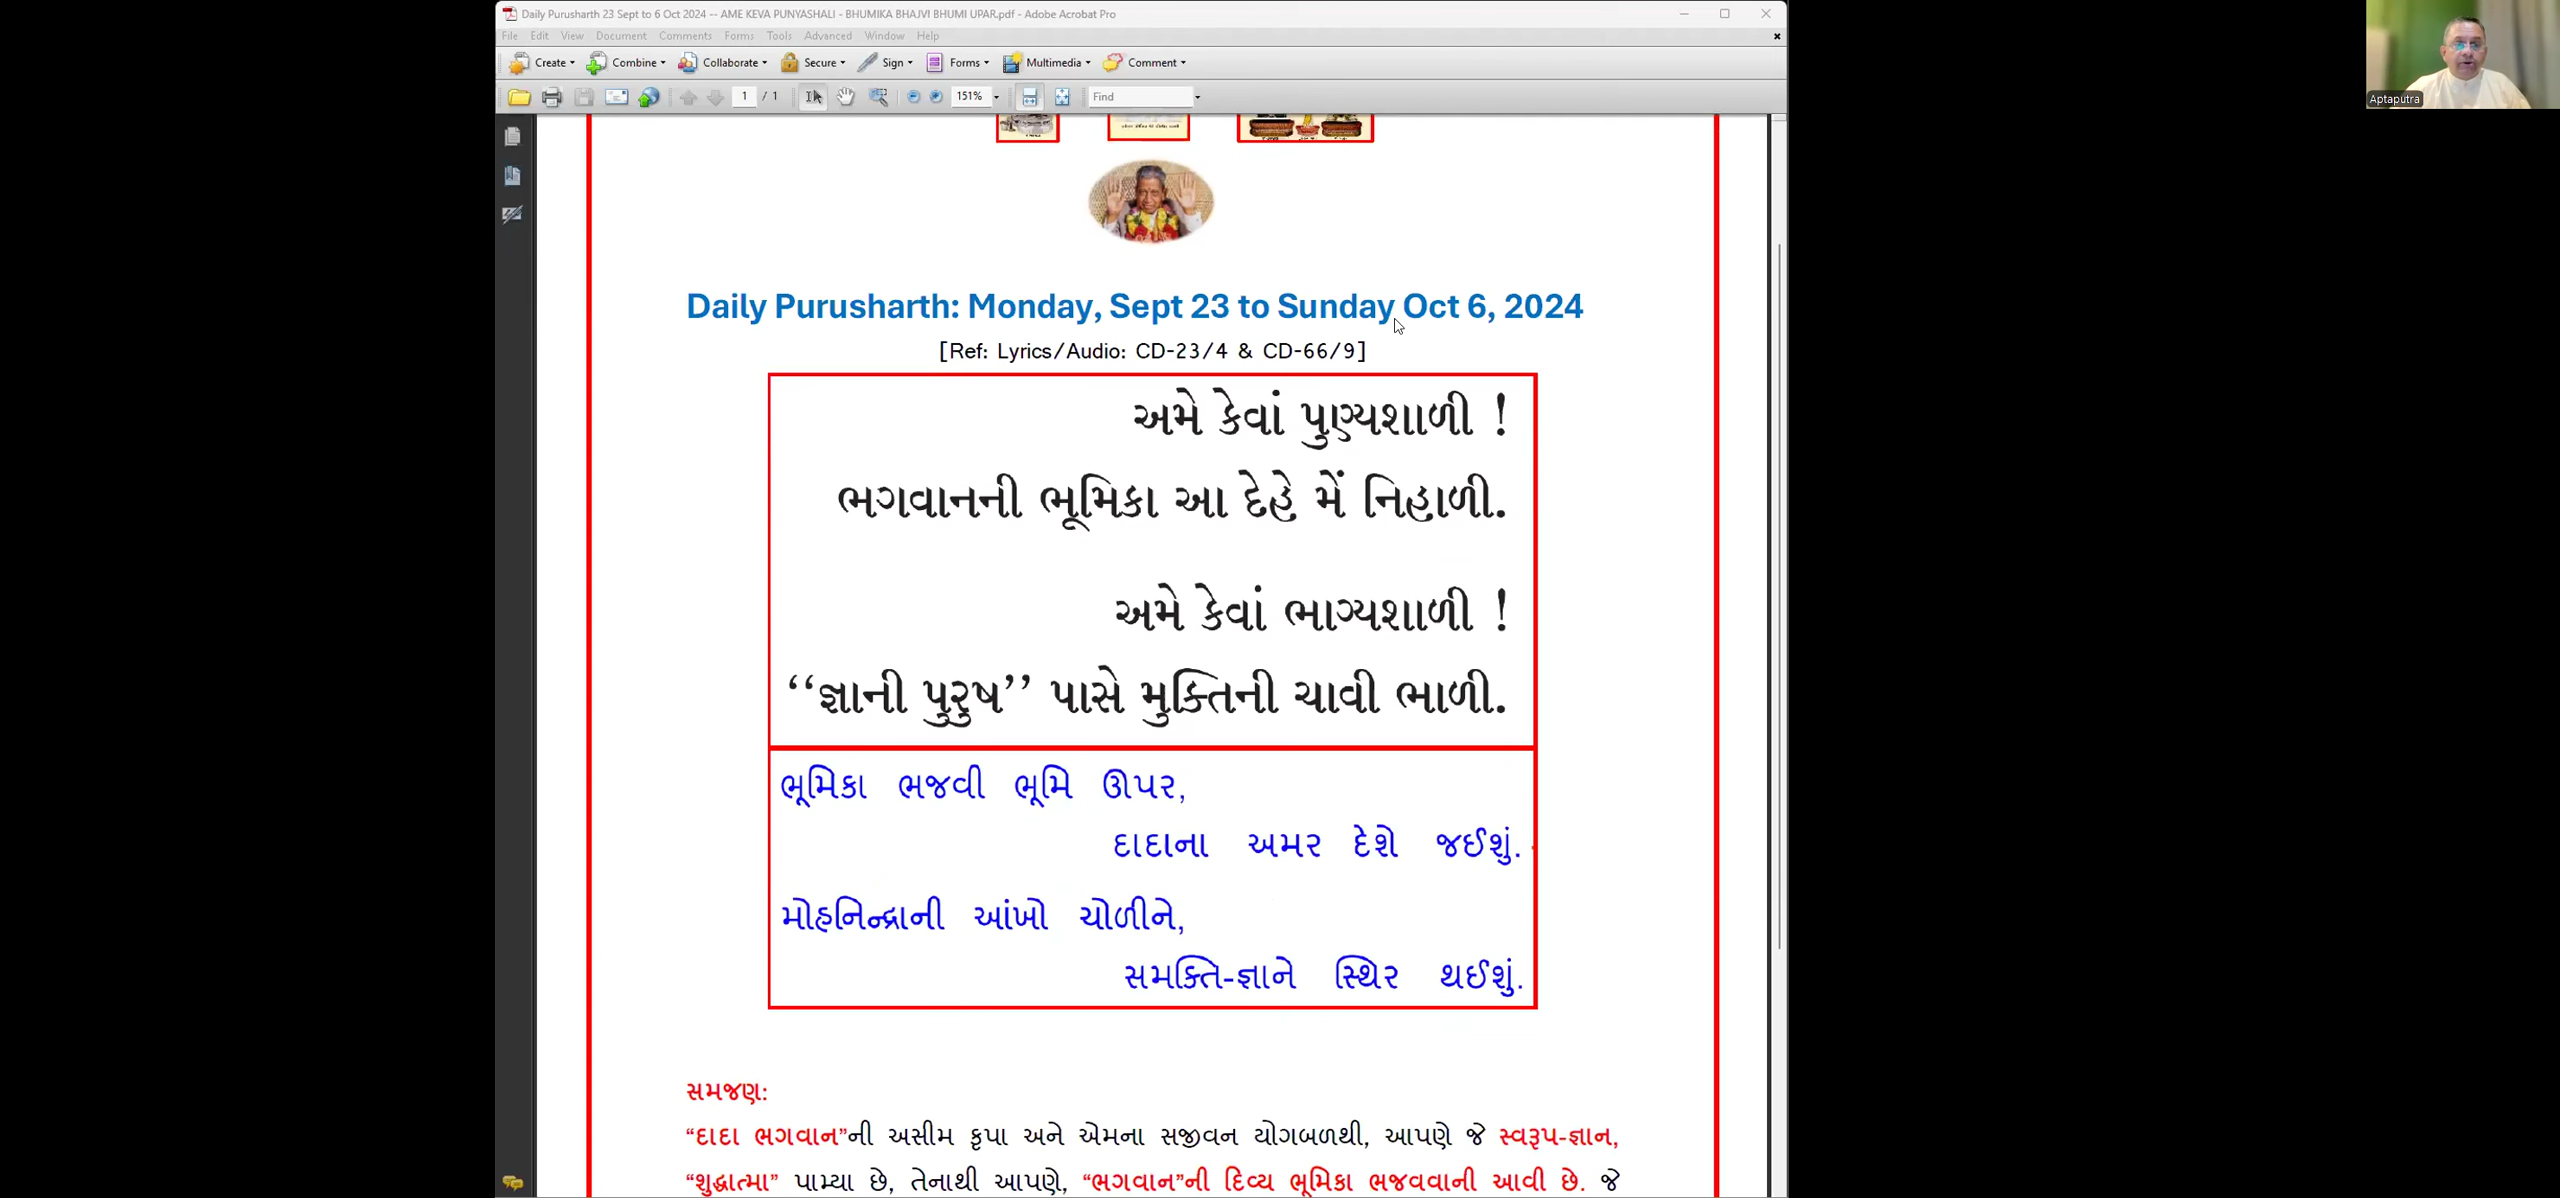 Daily Purusharth 23 Sept to 6 Oct 2024 -- AME KEVA PUNYASHALI - BHUMIKA BHAJVI BHUMI UPAR.pdf - Adobe Acrobat Pro
File Edit View Document Comments Forms Tools Advanced Window Help
Create Combine Collaborate Secure Sign Forms Multimedia Comment
1 / 1 151% Find
Aptaputra
Daily Purusharth: Monday, Sept 23 to Sunday Oct 6, 2024
[Ref: Lyrics/Audio: CD-23/4 & CD-66/9]
અમે કેવાં પુણ્યશાળી !
ભગવાનની ભૂમિકા આ દેહે મેં નિહાળી.
અમે કેવાં ભાગ્યશાળી !
‘‘જ્ઞાની પુરુષ’’ પાસે મુક્તિની ચાવી ભાળી.
ભૂમિકા ભજવી ભૂમિ ઊપર,
દાદાના અમર દેશે જઈશું.
મોહનિન્દ્રાની આંખો ચોળીને,
સમક્તિ-જ્ઞાને સ્થિર થઈશું.
સમજણ:
“દાદા ભગવાન”ની અસીમ કૃપા અને એમના સજીવન યોગબળથી, આપણે જે સ્વરૂપ-જ્ઞાન,
“શુદ્ધાત્મા” પામ્યા છે, તેનાથી આપણે, “ભગવાન”ની દિવ્ય ભૂમિકા ભજવવાની આવી છે. જે